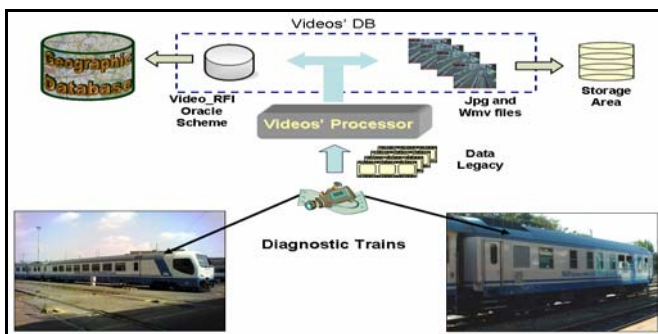 Videos' DB
Geographic
Database
Video_RFI
Oracle
Scheme
Jpg and
Wmv files
Storage
Area
Videos' Processor
Data
Legacy
Diagnostic Trains